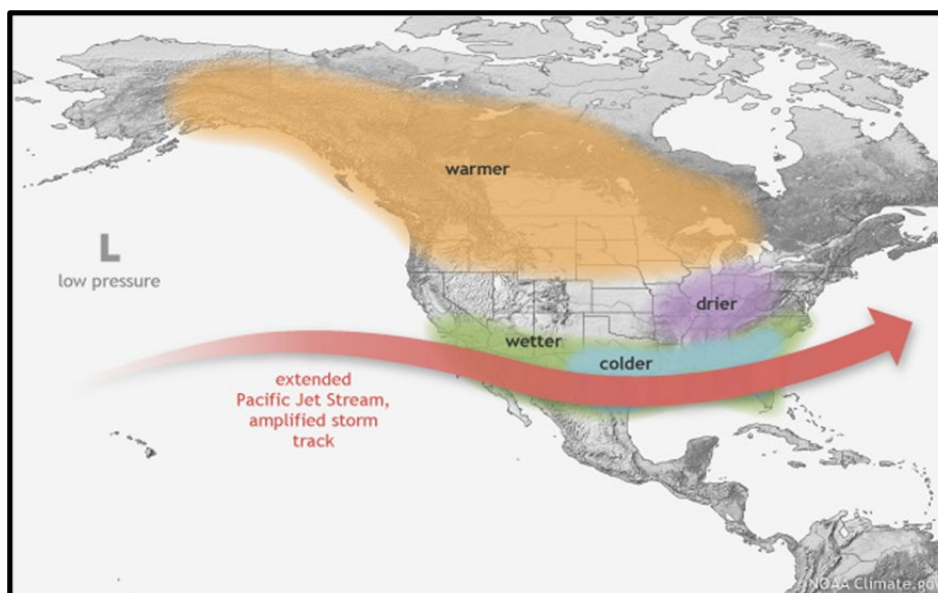 warmer
L
low pressure
drier
wetter
colder
extended
Pacific Jet Stream,
amplified storm
track
NOAA Climate.gov